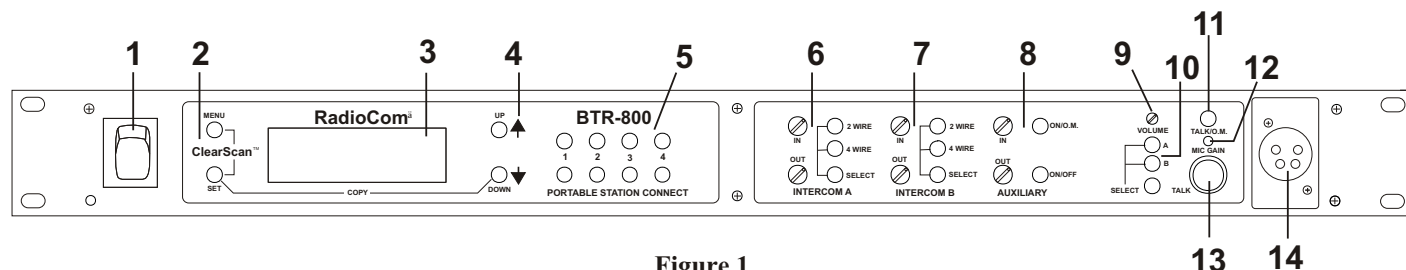 1 2 3 4 5 6 7 8 9 10 11 12
MENU
ClearScan™
SET
RadioComä
COPY
UP
DOWN
BTR-800
1 2 3 4
PORTABLE STATION CONNECT
IN
OUT
2 WIRE
4 WIRE
SELECT
INTERCOM A
IN
OUT
2 WIRE
4 WIRE
SELECT
INTERCOM B
IN
OUT
ON/O.M.
ON/OFF
AUXILIARY
VOLUME
A
B
SELECT
TALK/O.M.
MIC GAIN
TALK
13 14
Figure 1